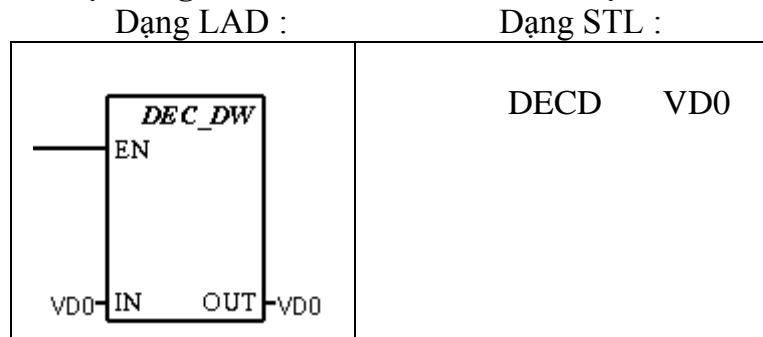 Dạng LAD :
Dạng STL :
DEC_DW
EN
VD0 IN OUT VD0
DECD VD0